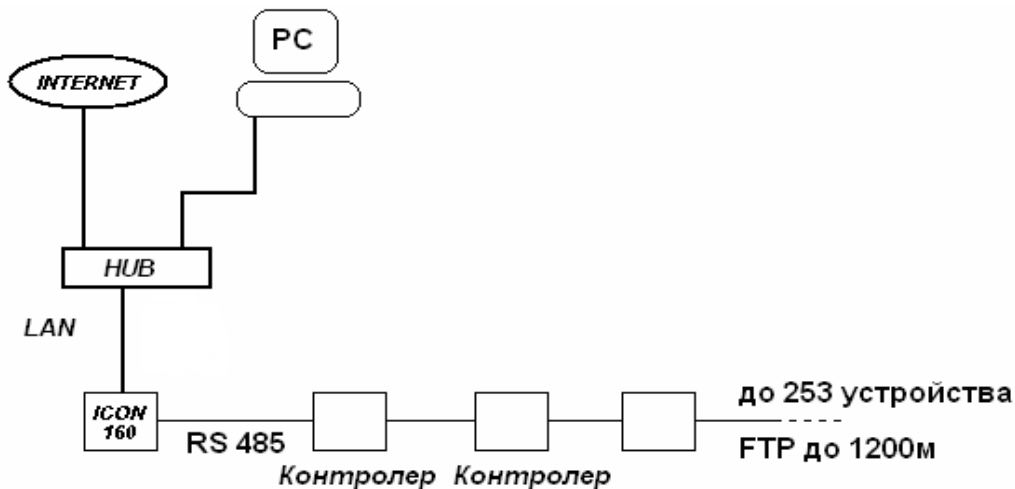 PC
INTERNET
HUB
LAN
ICON
160
RS 485
Контролер Контролер
до 253 устройства
FTP до 1200м